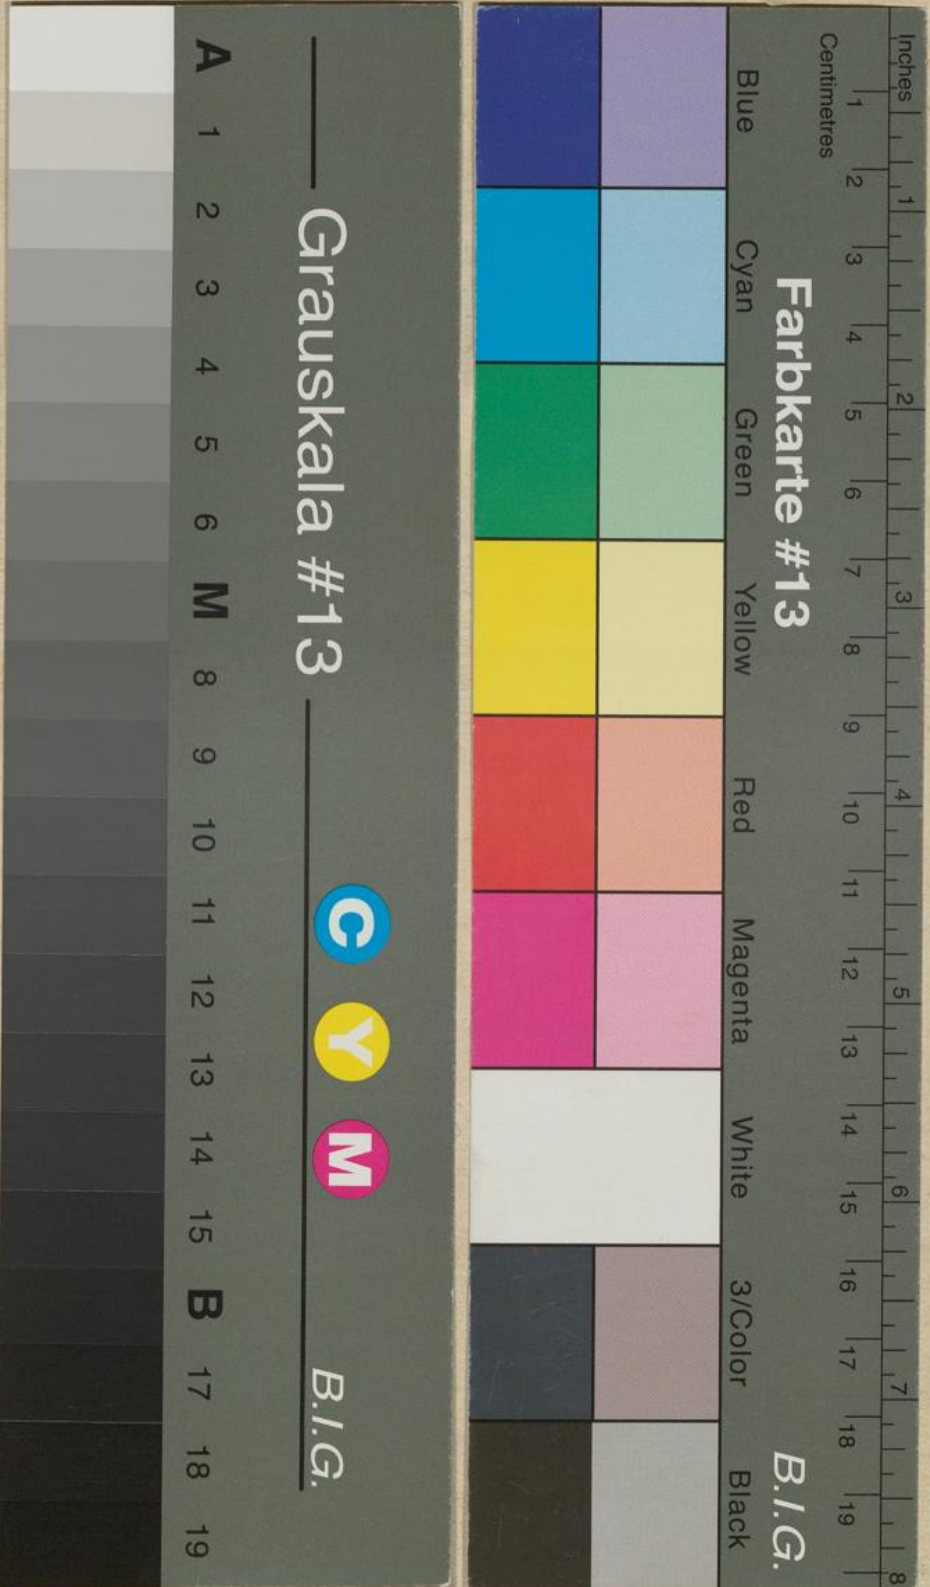 A 1 2 3 4 5 6 M 8 9 10 11 12 13 14 15 B 17 18 19
Grauskala #13
C Y M
B.I.G.
Inches 1 2 3 4 5 6 7 8
Centimetres 1 2 3 4 5 6 7 8 9 10 11 12 13 14 15 16 17 18 19
Farbkarte #13
B.I.G.
Blue Cyan Green Yellow Red Magenta White 3/Color Black